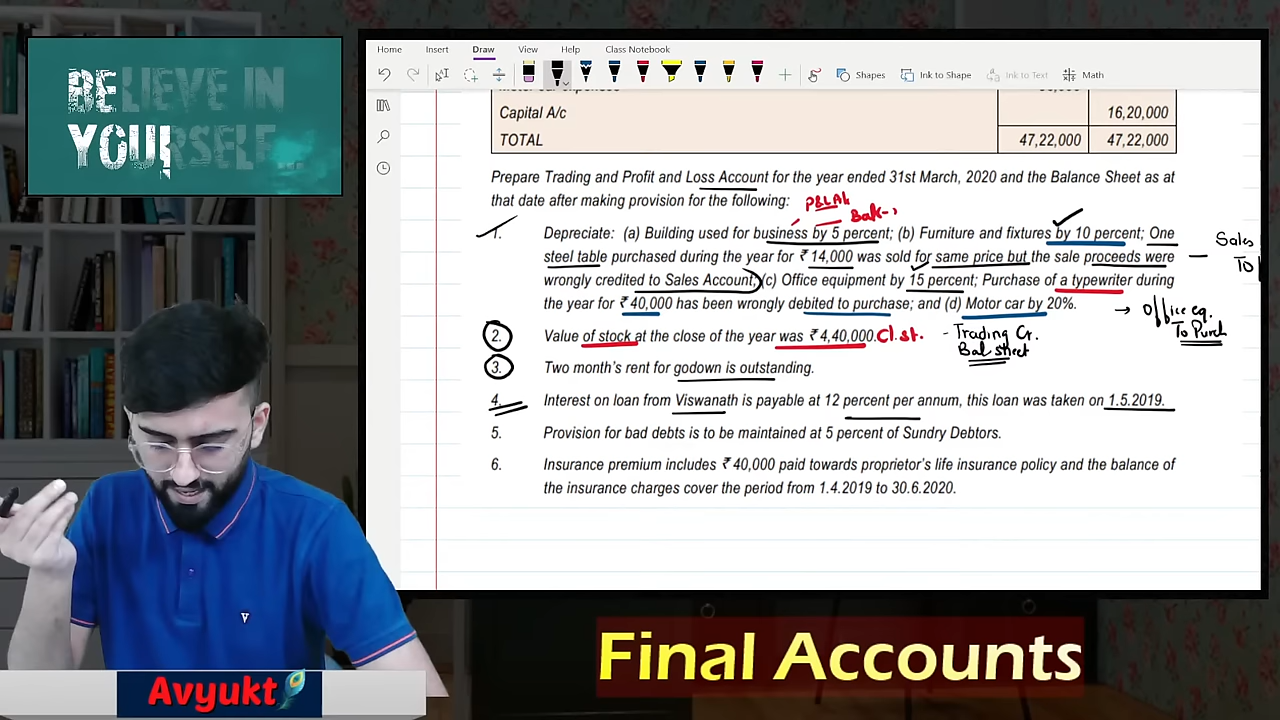 BELIEVE IN
YOURSELF...
Home Insert Draw View Help Class Notebook
Shapes Ink to Shape Ink to Text Math
Capital A/c 16,20,000
TOTAL 47,22,000 47,22,000
Prepare Trading and Profit and Loss Account for the year ended 31st March, 2020 and the Balance Sheet as at
that date after making provision for the following:
P&L A/c
Bal-
1. Depreciate: (a) Building used for business by 5 percent; (b) Furniture and fixtures by 10 percent; One
steel table purchased during the year for ₹ 14,000 was sold for same price but the sale proceeds were
wrongly credited to Sales Account; (c) Office equipment by 15 percent; Purchase of a typewriter during
the year for ₹ 40,000 has been wrongly debited to purchase; and (d) Motor car by 20%.
Sales
To
Office eq.
To Purch
2. Value of stock at the close of the year was ₹ 4,40,000. Cl.st. - Trading Cr.
Bal sheet
3. Two month's rent for godown is outstanding.
4. Interest on loan from Viswanath is payable at 12 percent per annum, this loan was taken on 1.5.2019.
5. Provision for bad debts is to be maintained at 5 percent of Sundry Debtors.
6. Insurance premium includes ₹ 40,000 paid towards proprietor's life insurance policy and the balance of
the insurance charges cover the period from 1.4.2019 to 30.6.2020.
Final Accounts
Avyukt